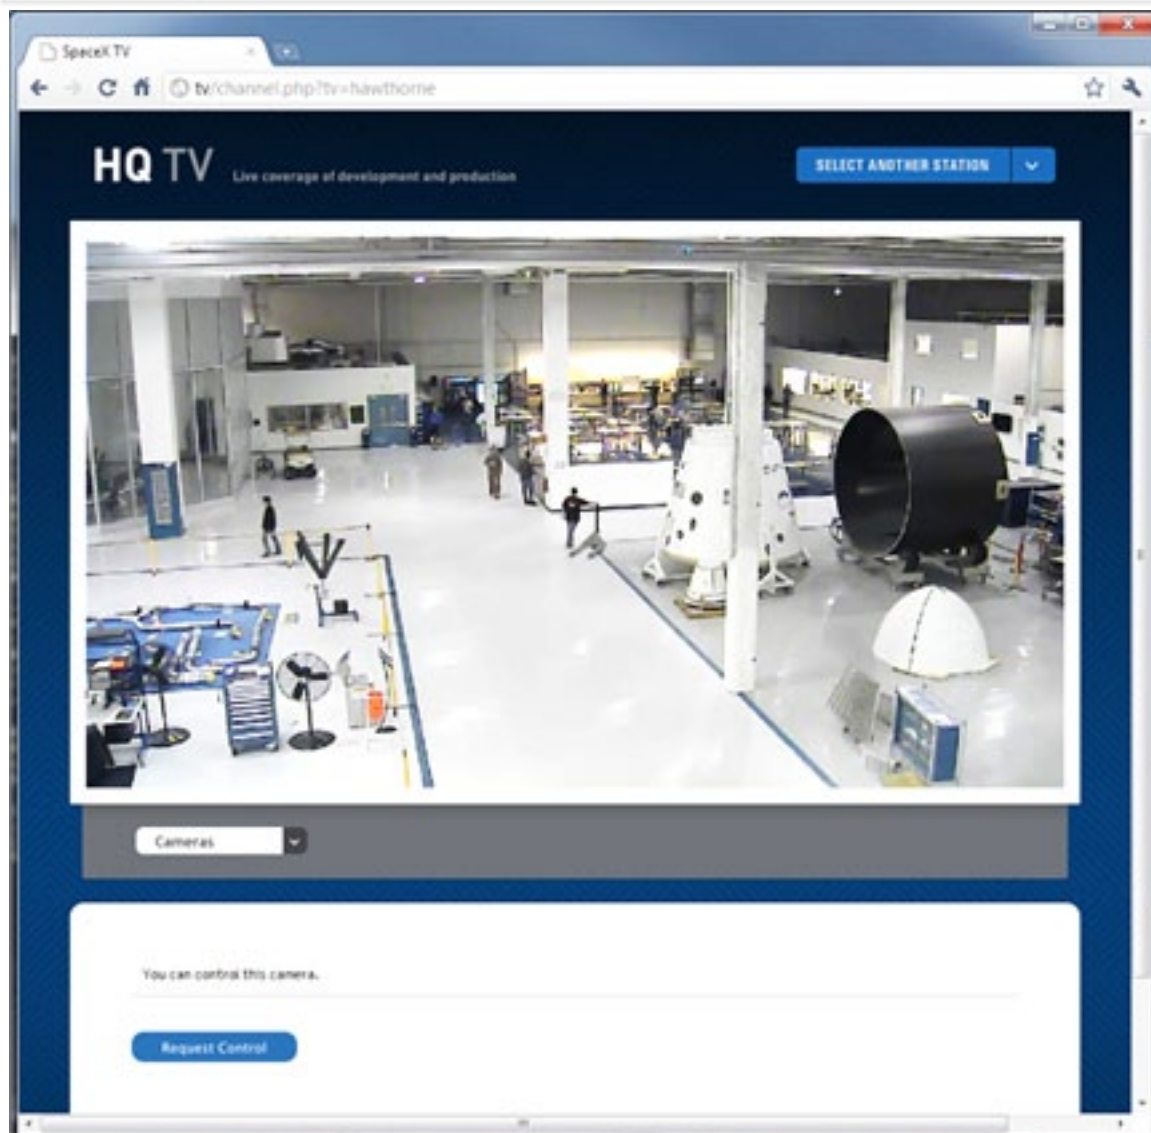 SpaceX TV
tv/channel.php?tv=hawthorne
HQ TV
Live coverage of development and production
SELECT ANOTHER STATION
Cameras
You can control this camera.
Request Control